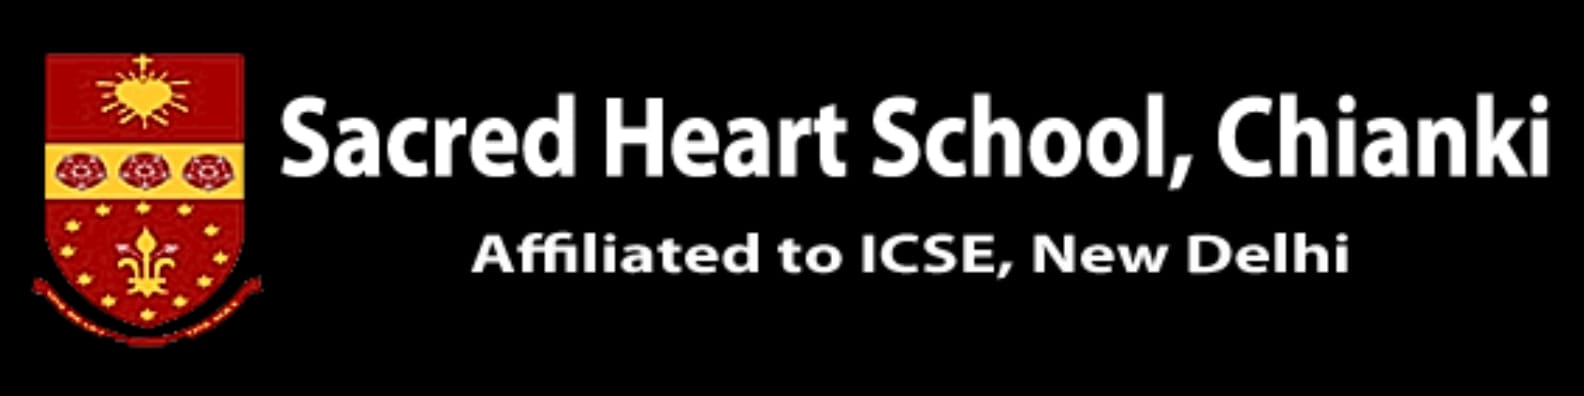 Sacred Heart School, Chianki
Affiliated to ICSE, New Delhi